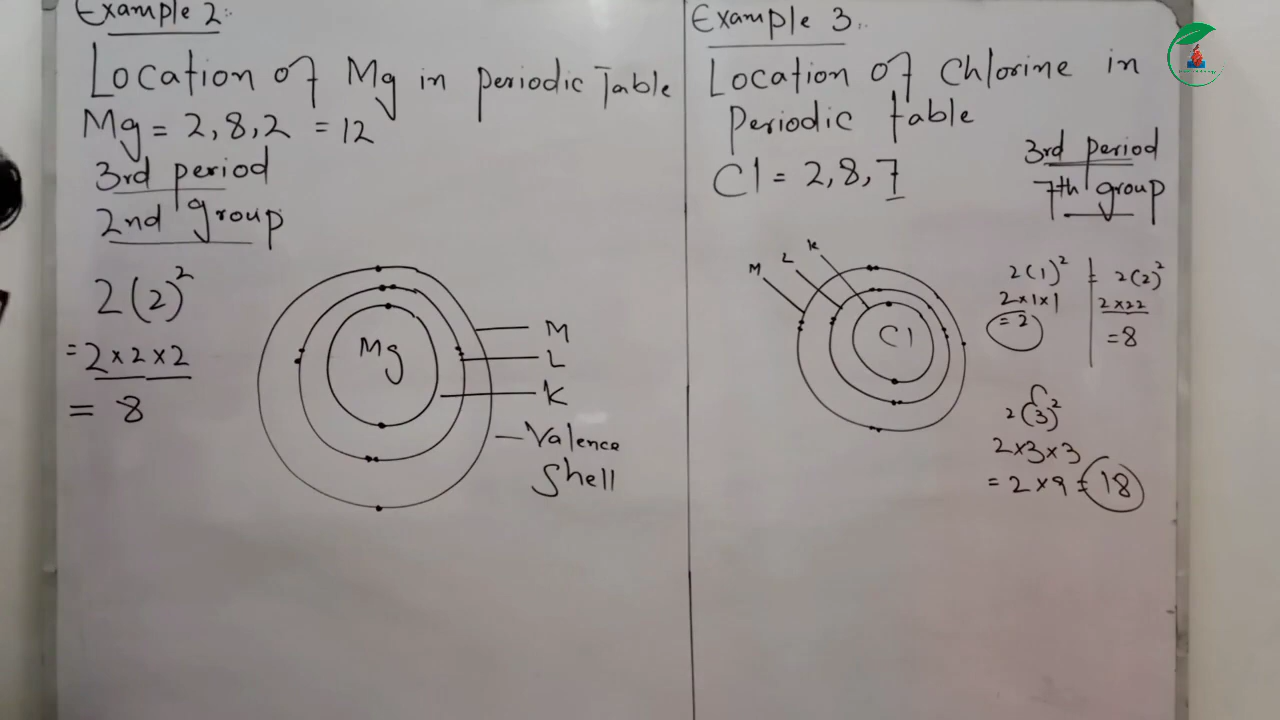 Example 2:
Location of Mg in periodic Table
Mg = 2,8,2 = 12
3rd period
2nd group
2(2)²
= 2 × 2 × 2
= 8
Mg
M
L
K
Valence
Shell
Example 3:
Location of Chlorine in
Periodic table
Cl = 2,8,7
3rd period
7th group
M
L
K
Cl
2(1)² = 2(2)²
2×1×1
2×22
= 2
= 8
2(3)²
2×3×3
= 2×9 = 18